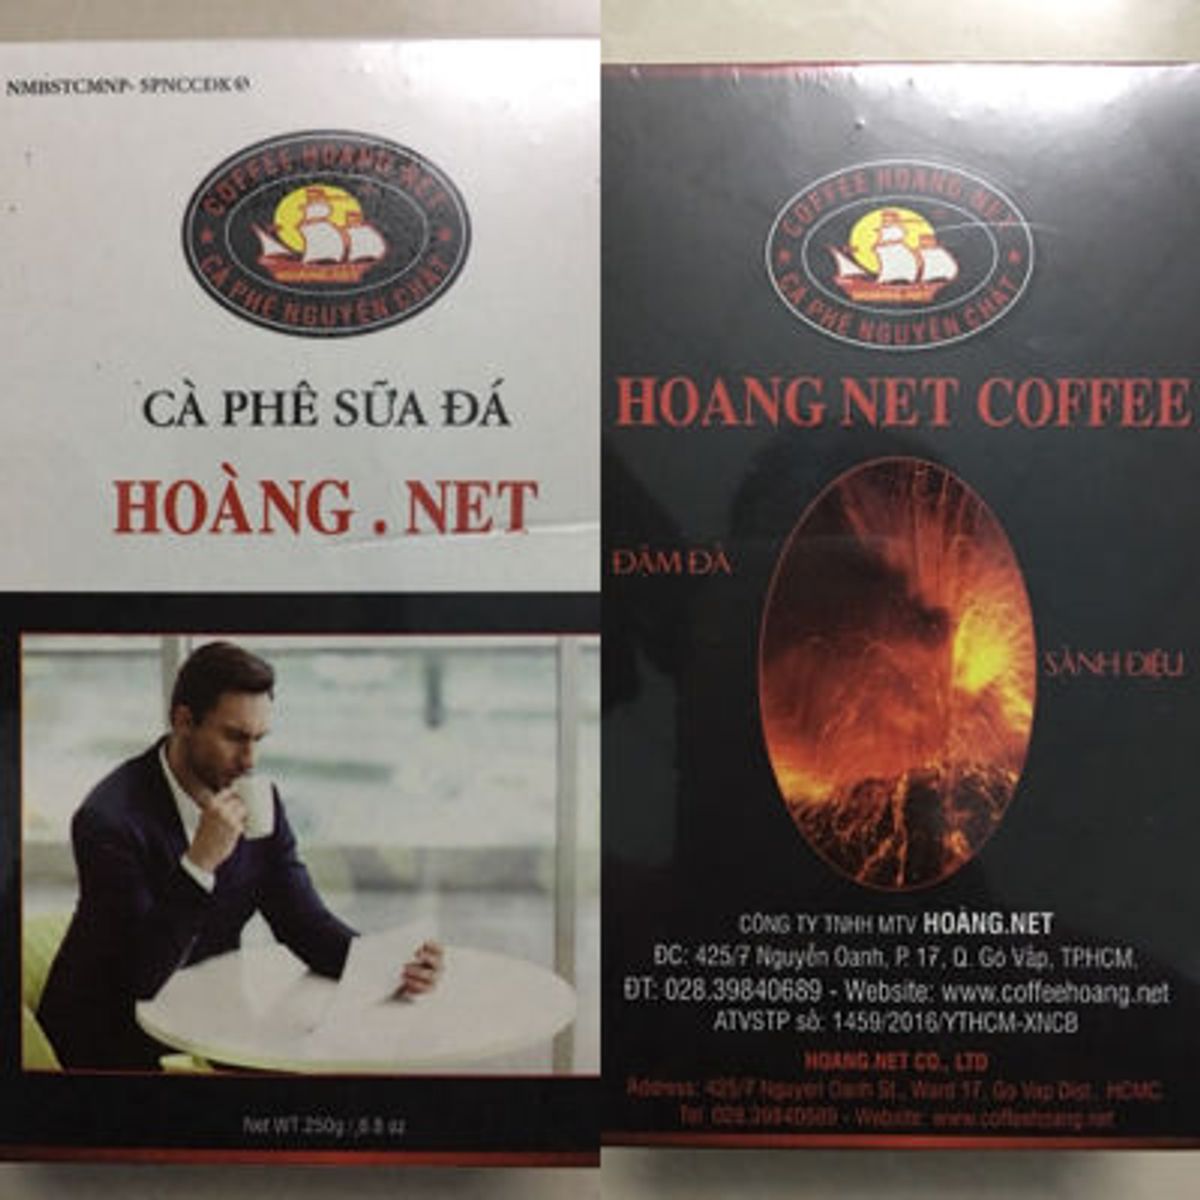 NMBSTCMNP- SPNCCDK
COFFEE HOANG.NET
CÀ PHÊ NGUYÊN CHẤT
CÀ PHÊ SỮA ĐÁ
HOÀNG . NET
Net WT.250g
COFFEE HOANG.NET
CÀ PHÊ NGUYÊN CHẤT
HOANG NET COFFEE
ĐẬM ĐÀ
SÀNH ĐIỆU
CÔNG TY TNHH MTV HOÀNG.NET
ĐC: 425/7 Nguyễn Oanh, P. 17, Q. Gò Vấp, TP.HCM.
ĐT: 028.39840689 - Website: www.coffeehoang.net
ATVSTP số: 1459/2016/YTHCM-XNCB
HOANG.NET CO., LTD
Address: 425/7 Nguyen Oanh St., Ward 17, Go Vap Dist., HCMC
Tel: 028.39840689 - Website: www.coffeehoang.net